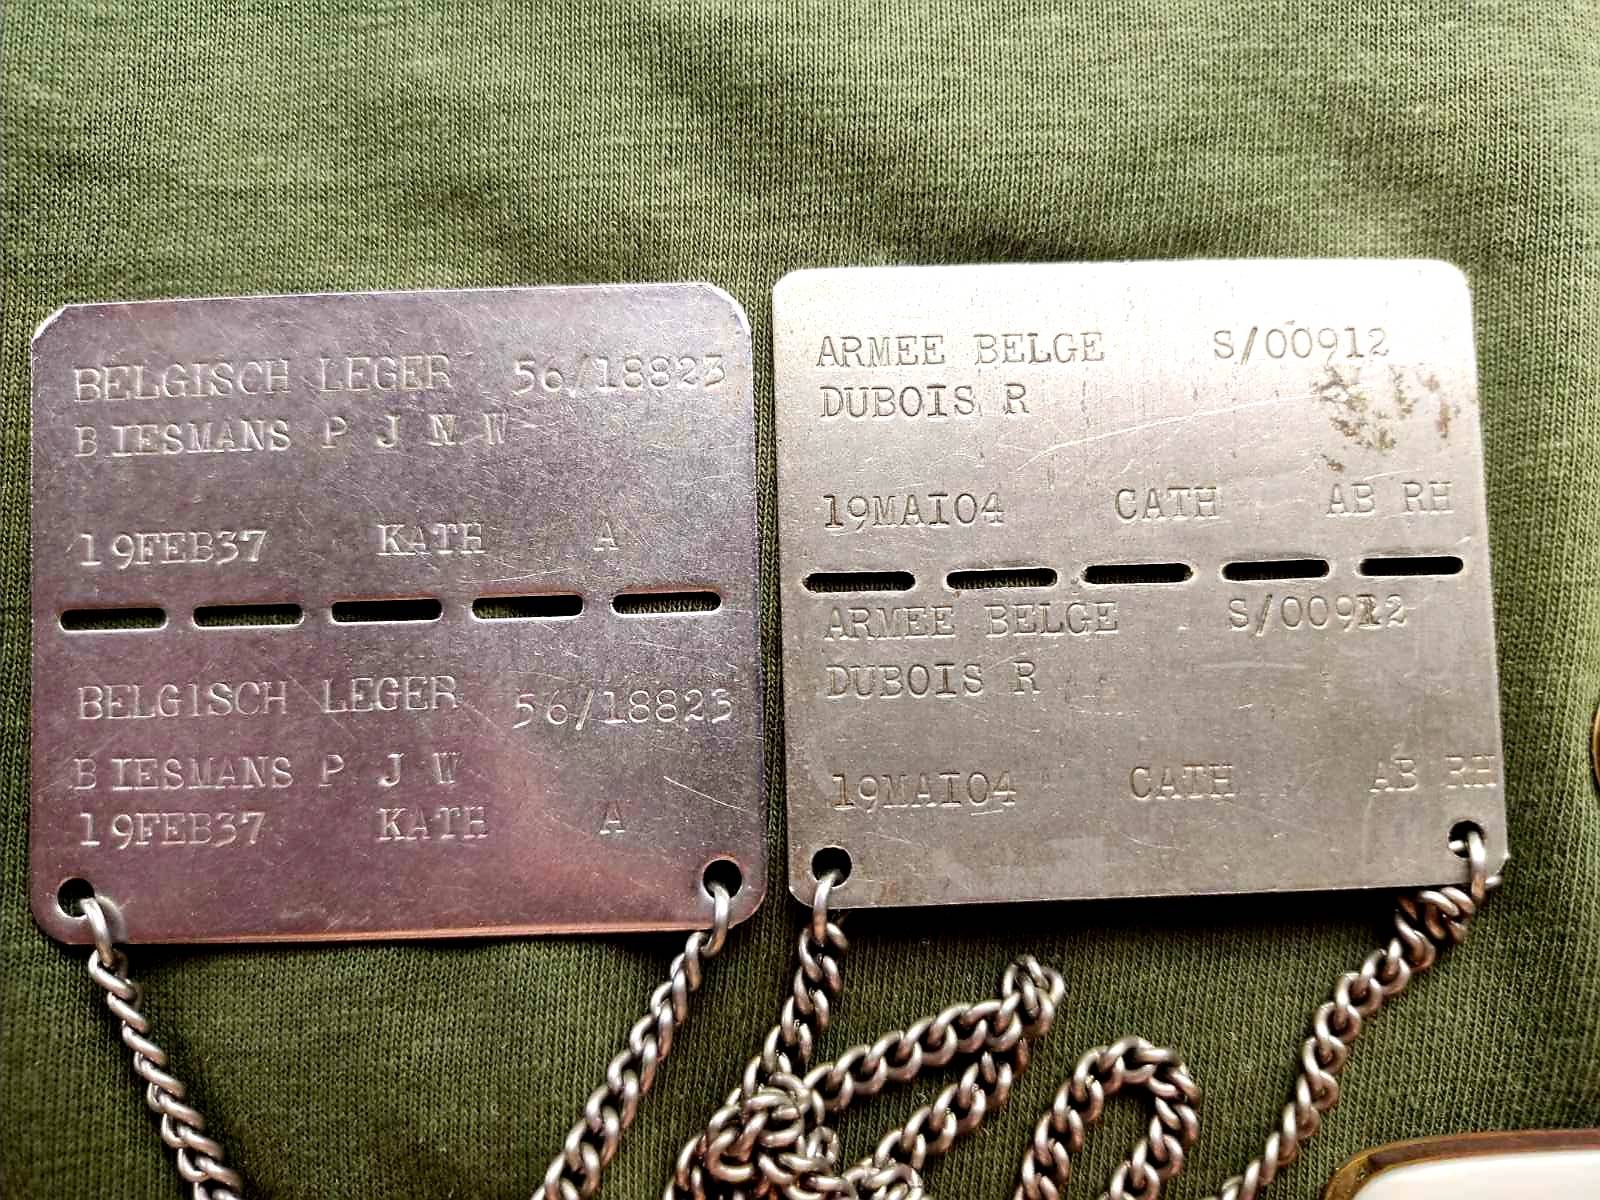 BELGISCH LEGER 56/18823
BIESMANS P J N W
19FEB37 KATH A
BELGISCH LEGER 56/18823
BIESMANS P J W
19FEB37 KATH A
ARMEE BELGE S/00912
DUBOIS R
19MAI04 CATH AB RH
ARMEE BELGE S/00912
DUBOIS R
19MAI04 CATH AB RH